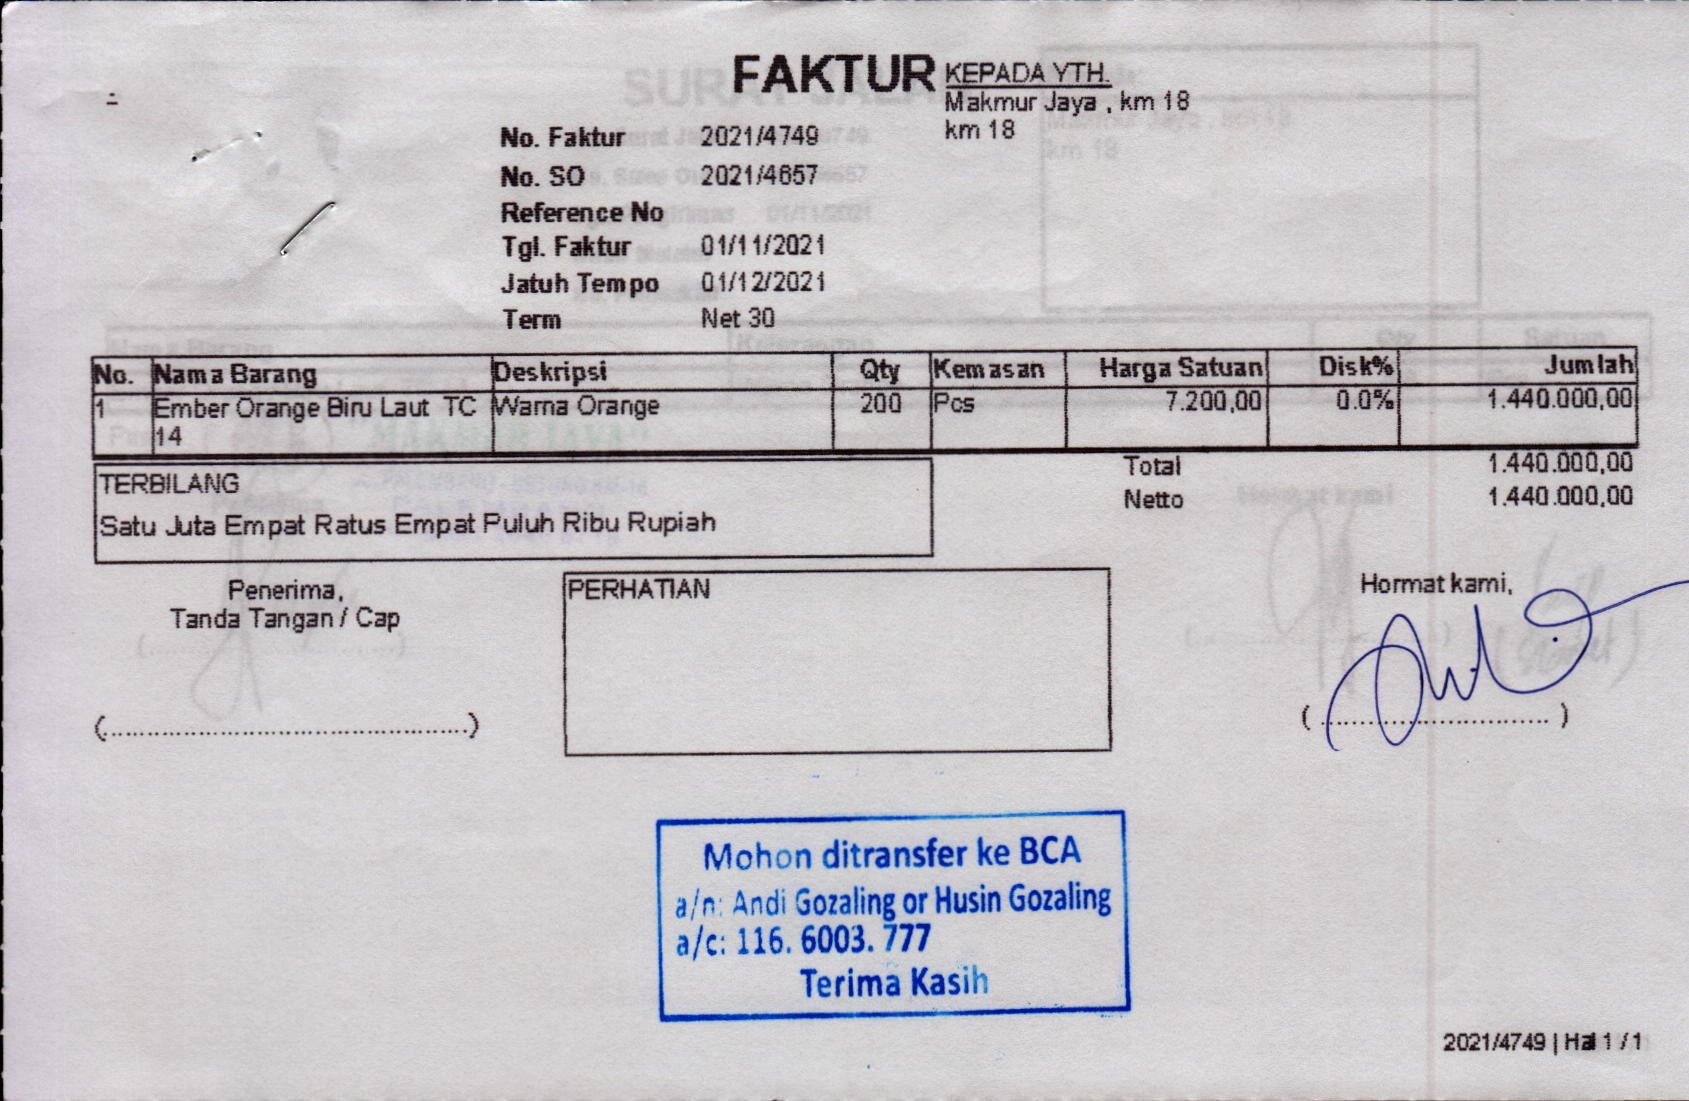 FAKTUR
KEPADA YTH.
Makmur Jaya , km 18
km 18
No. Faktur 2021/4749
No. SO 2021/4657
Reference No
Tgl. Faktur 01/11/2021
Jatuh Tempo 01/12/2021
Term Net 30
No. Nama Barang Deskripsi Qty Kemasan Harga Satuan Disk% Jumlah
1 Ember Orange Biru Laut TC Warna Orange 200 Pcs 7.200,00 0.0% 1.440.000,00
14
Total 1.440.000,00
Netto 1.440.000,00
TERBILANG
Satu Juta Empat Ratus Empat Puluh Ribu Rupiah
Penerima,
Tanda Tangan / Cap
(..............................................)
PERHATIAN
Hormat kami,
( ............................. )
Mohon ditransfer ke BCA
a/n: Andi Gozaling or Husin Gozaling
a/c: 116. 6003. 777
Terima Kasih
2021/4749 | Hal 1 / 1